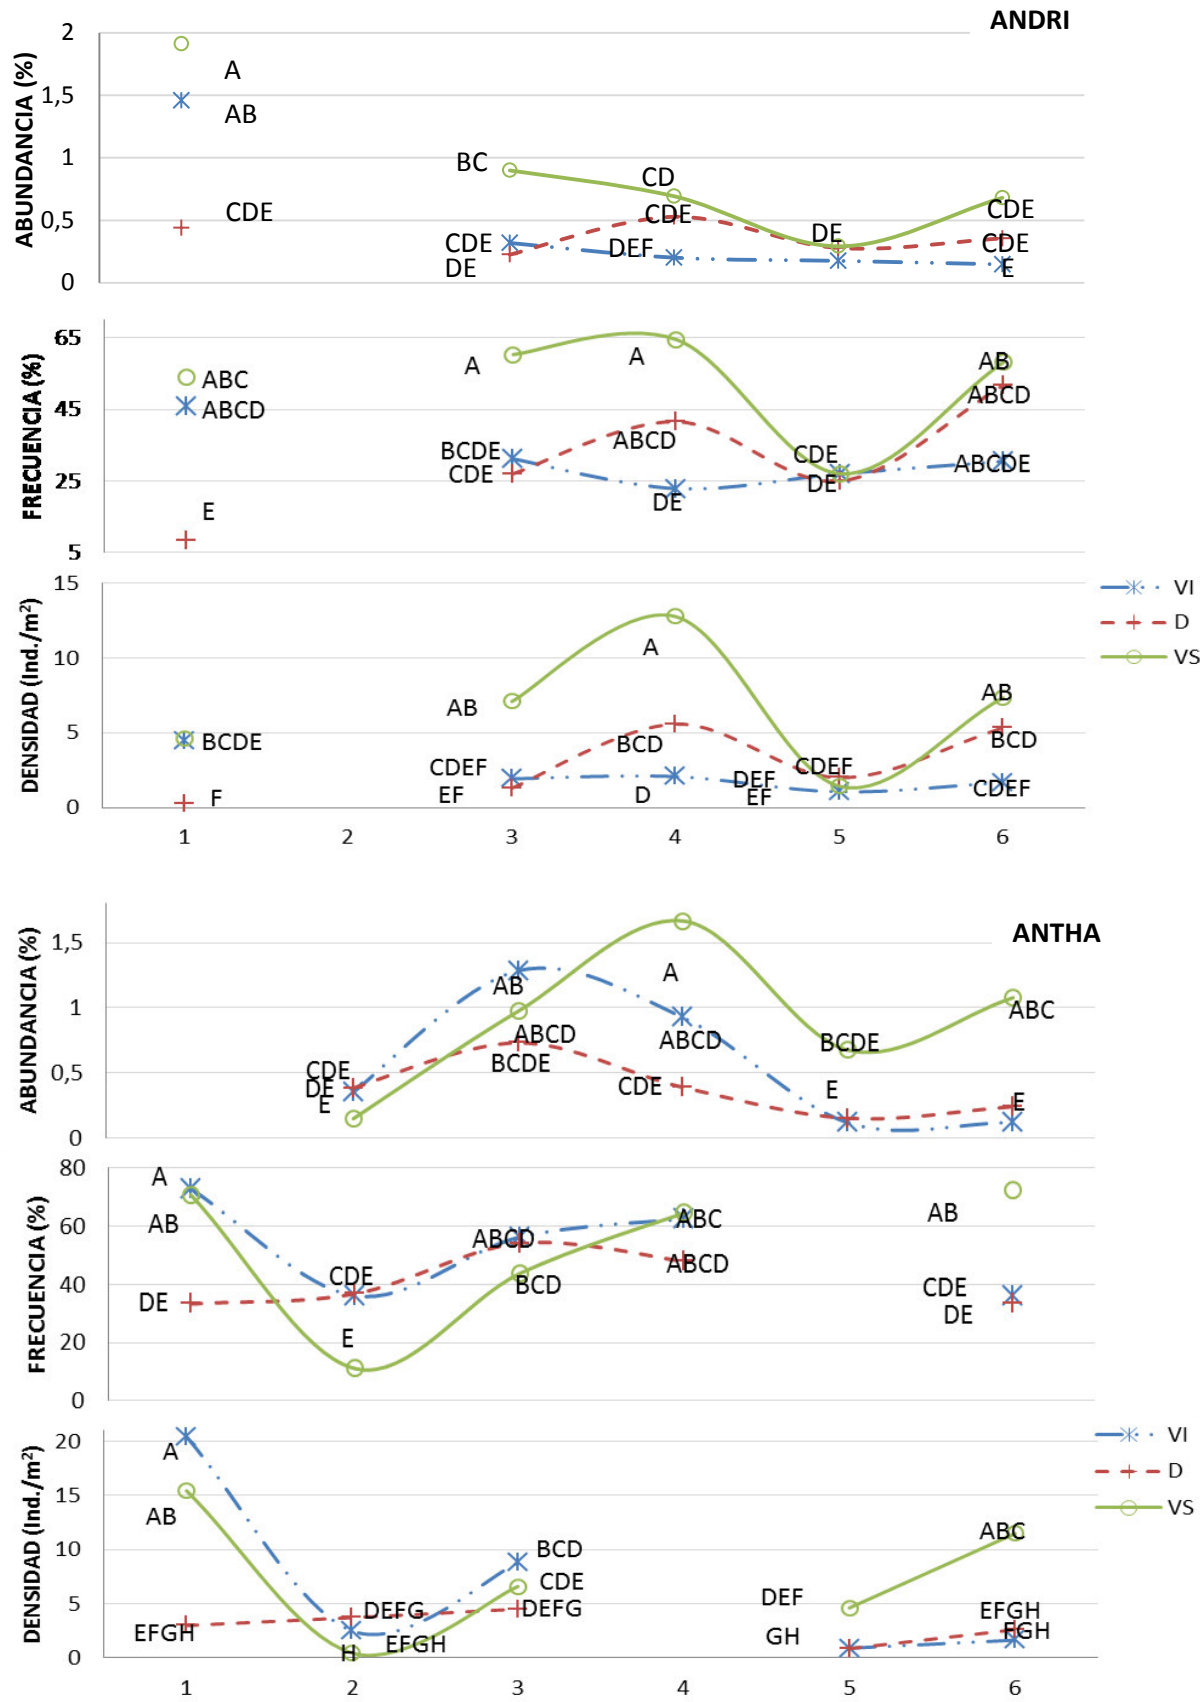 ANDRI
ABUNDANCIA (%)
2
1,5
1
0,5
0
A
AB
CDE
BC
CDE
DE
CD
CDE
DEF
DE
CDE
CDE
E
FRECUENCIA (%)
65
45
25
5
ABC
ABCD
E
A
BCDE
CDE
A
ABCD
DE
CDE
DE
AB
ABCD
ABCDE
DENSIDAD (Ind./m²)
15
10
5
0
BCDE
F
AB
CDEF
EF
A
BCD
D
CDEF
DEF
EF
AB
BCD
CDEF
1 2 3 4 5 6
VI
D
VS
ANTHA
ABUNDANCIA (%)
1,5
1
0,5
0
CDE
DE
E
AB
ABCD
BCDE
A
ABCD
CDE
BCDE
E
ABC
E
FRECUENCIA (%)
80
60
40
20
0
A
AB
DE
CDE
E
ABCD
BCD
ABC
ABCD
AB
CDE
DE
DENSIDAD (Ind./m²)
20
15
10
5
0
A
AB
EFGH
DEFG
EFGH
H
BCD
CDE
DEFG
DEF
GH
ABC
EFGH
FGH
1 2 3 4 5 6
VI
D
VS